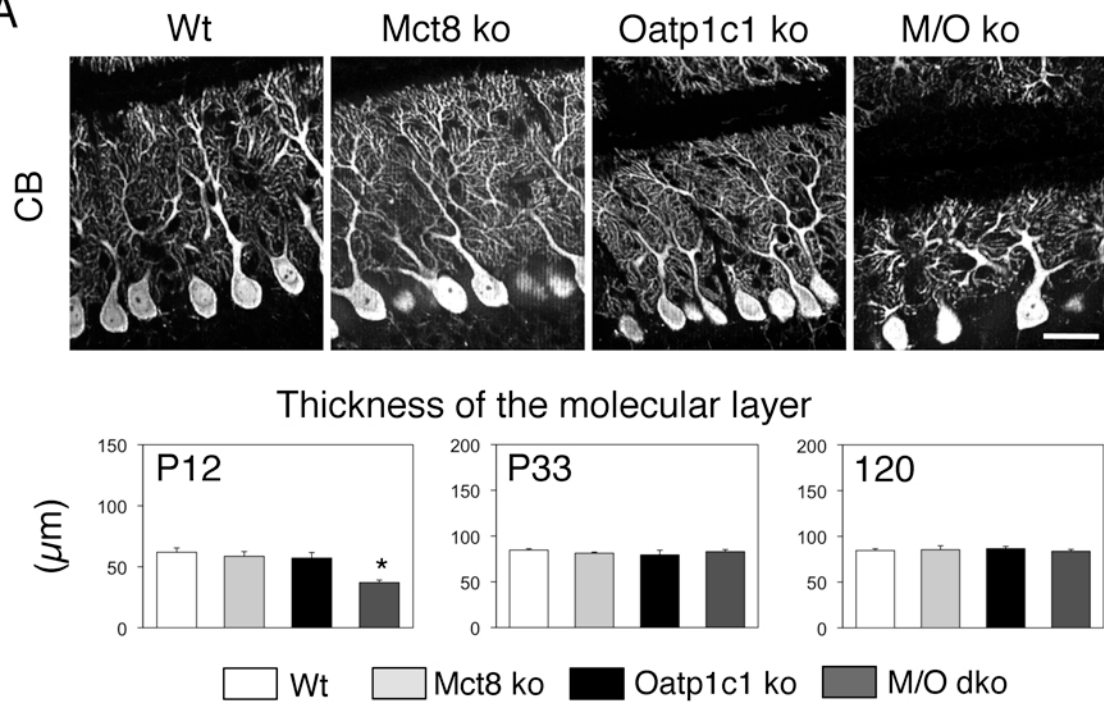 A
Wt Mct8 ko Oatp1c1 ko M/O ko
CB
Thickness of the molecular layer
(µm)
150
100
50
0
P12
*
200
150
100
50
0
P33
200
150
100
50
0
120
Wt Mct8 ko Oatp1c1 ko M/O dko